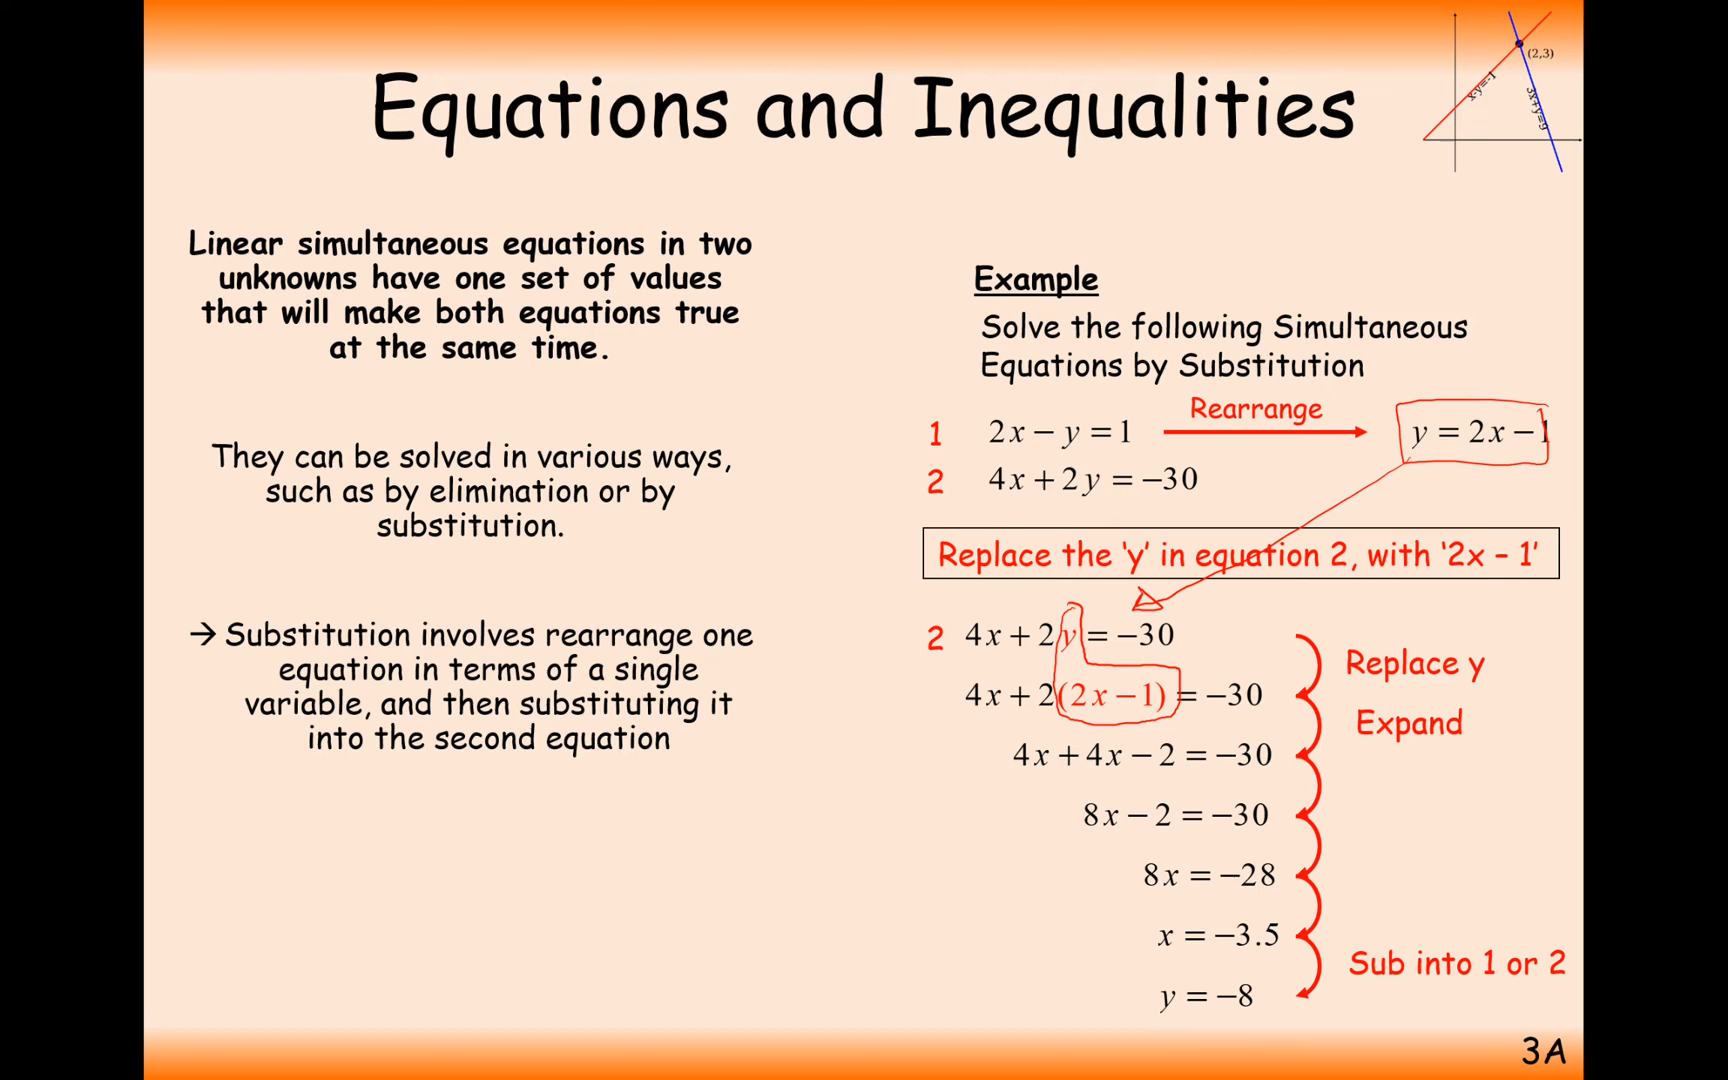 Equations and Inequalities
(2,3)
x-y=-1
3x+y=9
Linear simultaneous equations in two
unknowns have one set of values
that will make both equations true
at the same time.
They can be solved in various ways,
such as by elimination or by
substitution.
→ Substitution involves rearrange one
equation in terms of a single
variable, and then substituting it
into the second equation
Example
Solve the following Simultaneous
Equations by Substitution
1 2x − y = 1 Rearrange y = 2x − 1
2 4x + 2y = −30
Replace the ‘y’ in equation 2, with ‘2x – 1’
2 4x + 2y = −30
Replace y
4x + 2(2x − 1) = −30
Expand
4x + 4x − 2 = −30
8x − 2 = −30
8x = −28
x = −3.5
Sub into 1 or 2
y = −8
3A